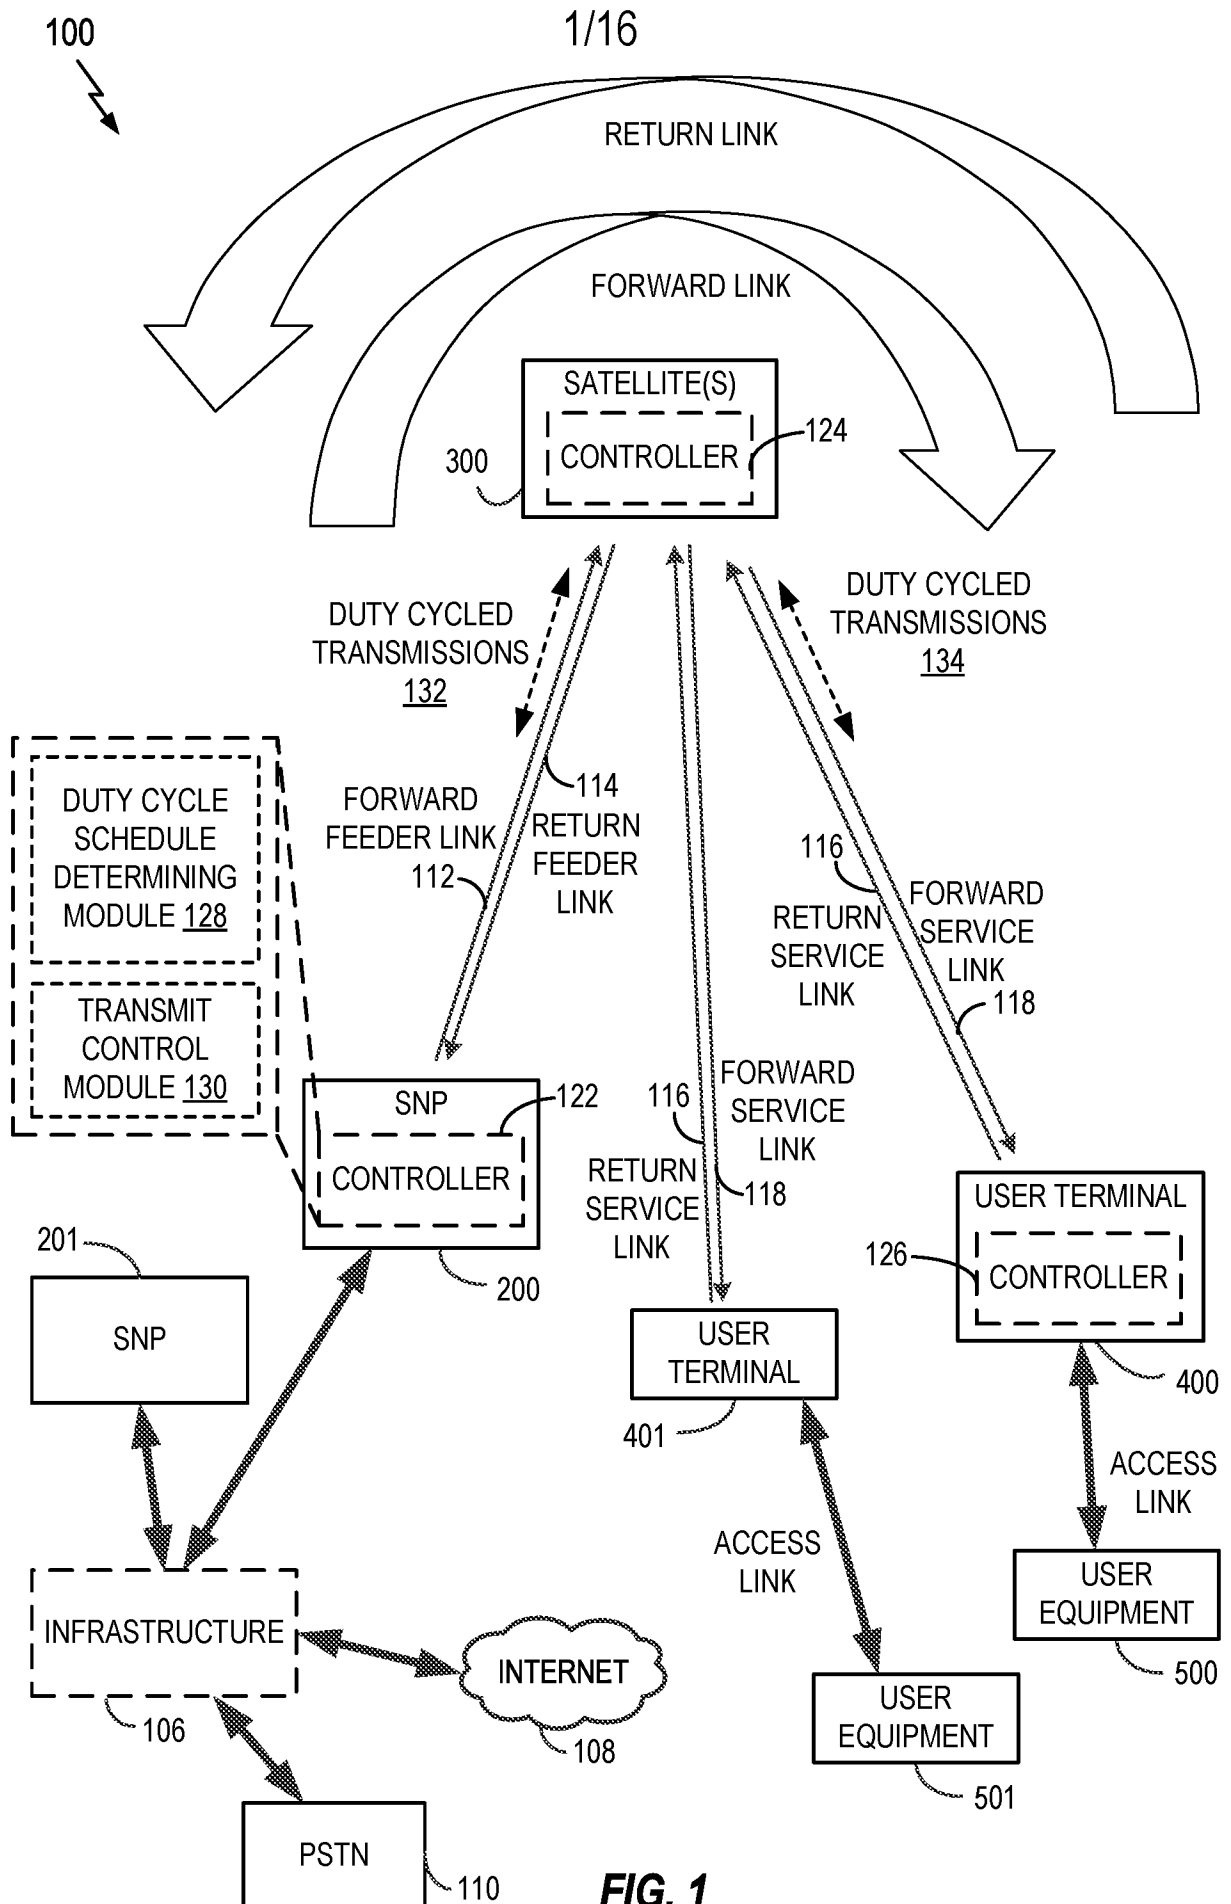 100
1/16
RETURN LINK
FORWARD LINK
SATELLITE(S)
CONTROLLER
124
300
DUTY CYCLED
TRANSMISSIONS
132
DUTY CYCLED
TRANSMISSIONS
134
DUTY CYCLE
SCHEDULE
DETERMINING
MODULE 128
TRANSMIT
CONTROL
MODULE 130
FORWARD
FEEDER LINK
112
114
RETURN
FEEDER
LINK
116
RETURN
SERVICE
LINK
FORWARD
SERVICE
LINK
118
116
RETURN
SERVICE
LINK
FORWARD
SERVICE
LINK
118
SNP
122
CONTROLLER
200
201
SNP
USER TERMINAL
126
CONTROLLER
400
USER
TERMINAL
401
ACCESS
LINK
ACCESS
LINK
USER
EQUIPMENT
500
USER
EQUIPMENT
501
INFRASTRUCTURE
106
INTERNET
108
PSTN
110
FIG. 1